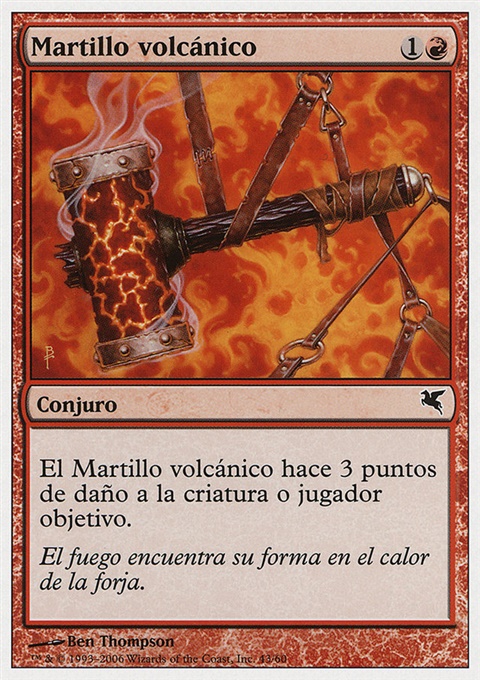 Martillo volcánico
1
Conjuro
El Martillo volcánico hace 3 puntos
de daño a la criatura o jugador
objetivo.
El fuego encuentra su forma en el calor
de la forja.
Ben Thompson
™ & © 1993–2006 Wizards of the Coast, Inc. 43/60